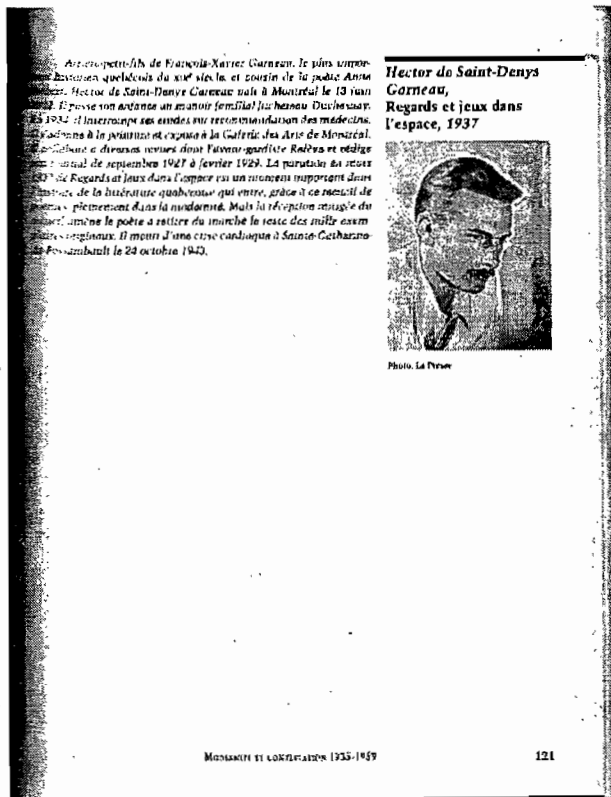 Arrière-petit-fils de François-Xavier Garneau, le plus impor-
historien québécois du XIXe siècle, et cousin de la poète Anne
Hector de Saint-Denys Garneau naît à Montréal le 13 juin
Il passe son enfance au manoir familial Juchereau Duchesnay.
1934 il interrompt ses études sur recommandation des médecins,
à la peinture et expose à la Galerie des Arts de Montréal.
à diverses revues dont l'avant-gardiste Relève et rédige
de septembre 1927 à février 1929. La parution en
de Regards et jeux dans l'espace est un moment important dans
de la littérature québécoise qui entre, grâce à ce recueil de
pleinement dans la modernité. Mais la réception mitigée du
amène le poète à retirer du marché le reste des mille exem-
originaux. Il meurt d'une crise cardiaque à Sainte-Catherine-
Fossambault le 24 octobre 1943.
Hector de Saint-Denys
Garneau,
Regards et jeux dans
l'espace, 1937
Photo. La Presse
121